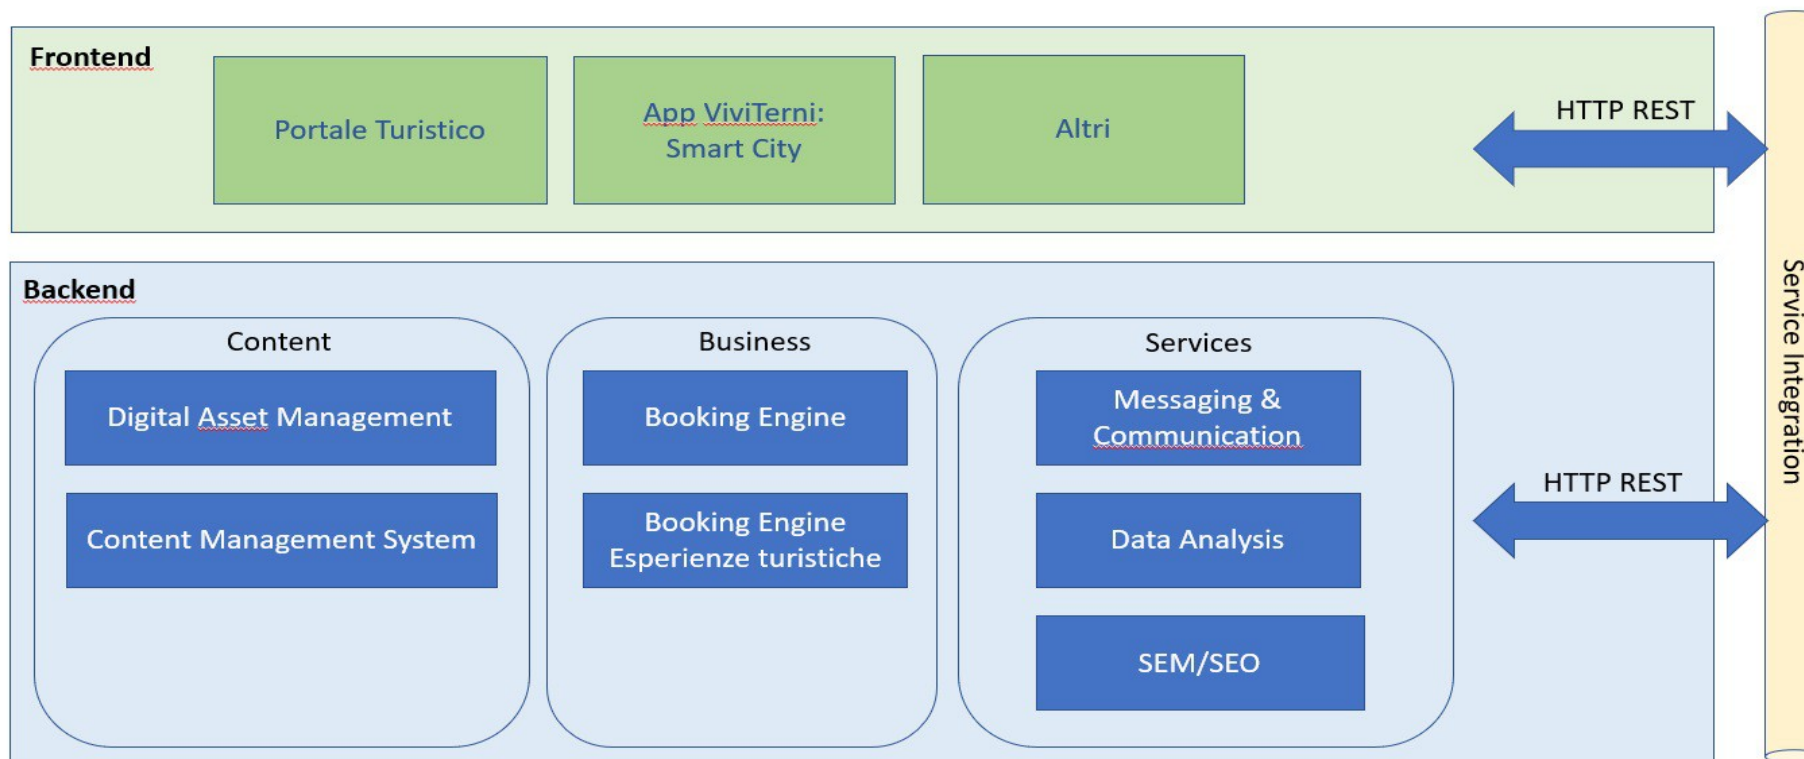 Frontend
Portale Turistico
App ViviTerni:
Smart City
Altri
HTTP REST
Backend
Content
Digital Asset Management
Content Management System
Business
Booking Engine
Booking Engine
Esperienze turistiche
Services
Messaging &
Communication
Data Analysis
SEM/SEO
HTTP REST
Service Integration